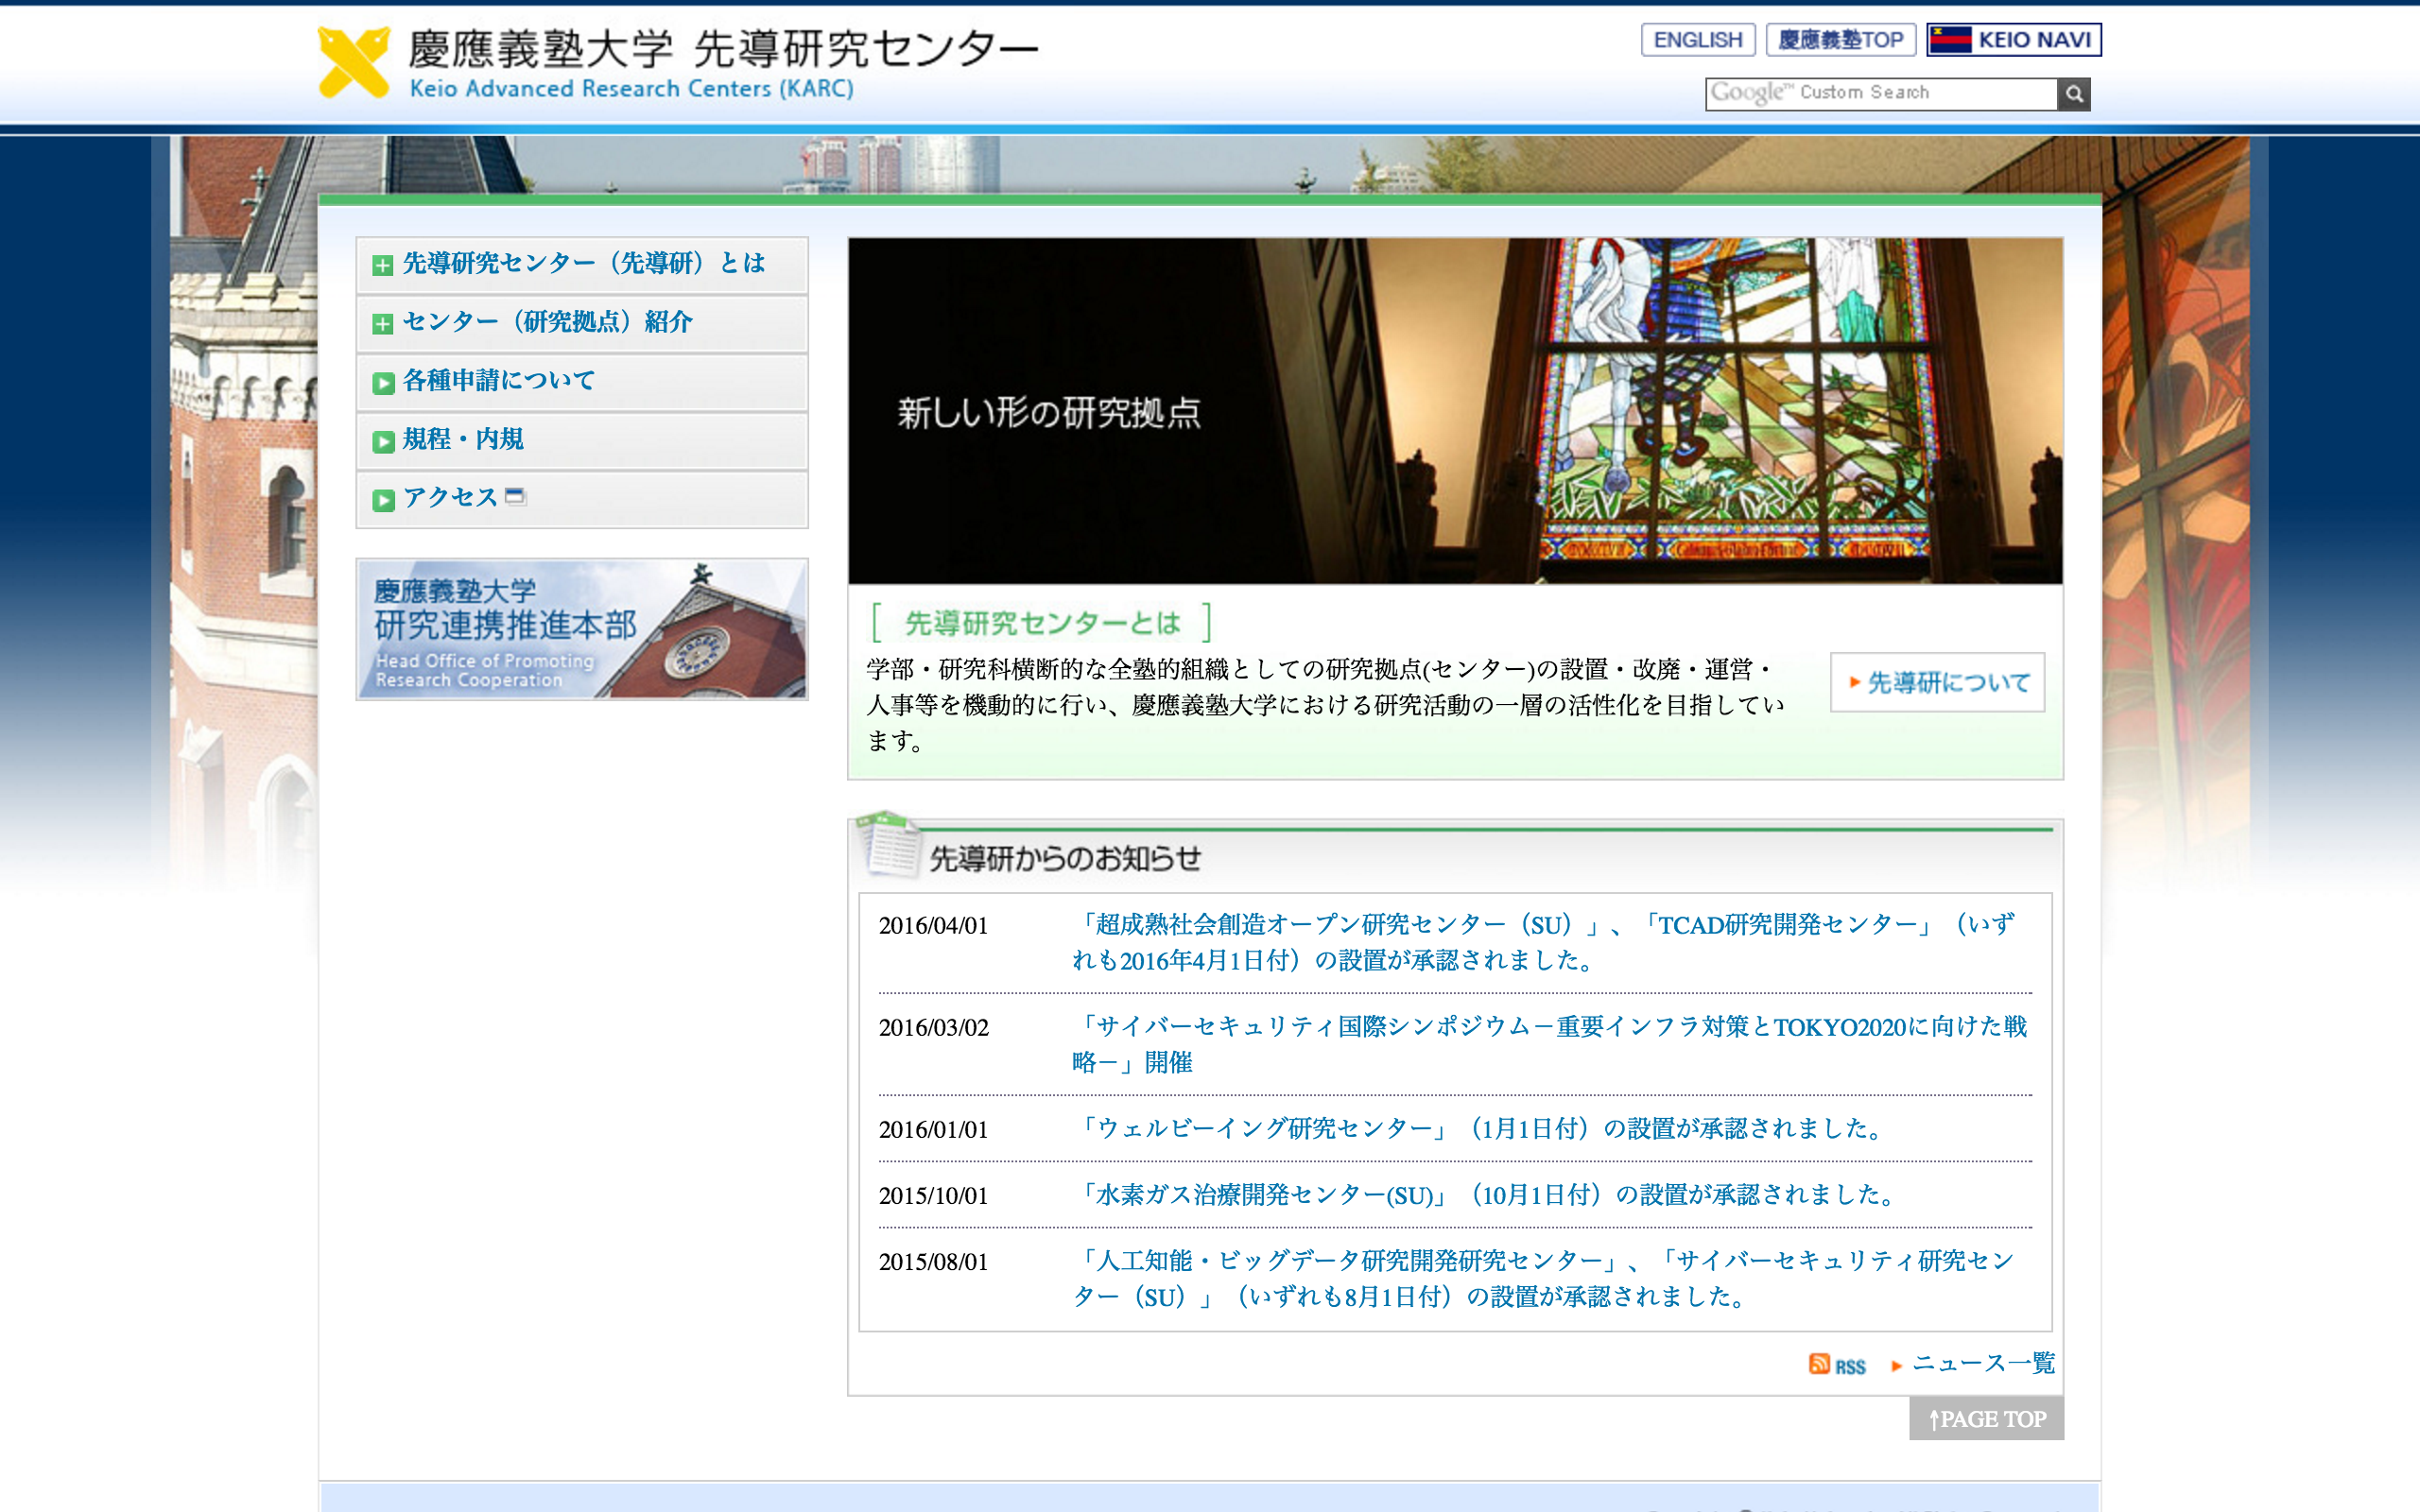 慶應義塾大学 先導研究センター
Keio Advanced Research Centers (KARC)
ENGLISH
慶應義塾TOP
KEIO NAVI
Google™ Custom Search
先導研究センター（先導研）とは
センター（研究拠点）紹介
各種申請について
規程・内規
アクセス
慶應義塾大学
研究連携推進本部
Head Office of Promoting
Research Cooperation
新しい形の研究拠点
[ 先導研究センターとは ]
学部・研究科横断的な全塾的組織としての研究拠点(センター)の設置・改廃・運営・
人事等を機動的に行い、慶應義塾大学における研究活動の一層の活性化を目指してい
ます。
先導研について
先導研からのお知らせ
2016/04/01 「超成熟社会創造オープン研究センター（SU）」、「TCAD研究開発センター」（いず
れも2016年4月1日付）の設置が承認されました。
2016/03/02 「サイバーセキュリティ国際シンポジウム－重要インフラ対策とTOKYO2020に向けた戦
略－」開催
2016/01/01 「ウェルビーイング研究センター」（1月1日付）の設置が承認されました。
2015/10/01 「水素ガス治療開発センター(SU)」（10月1日付）の設置が承認されました。
2015/08/01 「人工知能・ビッグデータ研究開発研究センター」、「サイバーセキュリティ研究セン
ター（SU）」（いずれも8月1日付）の設置が承認されました。
RSS
ニュース一覧
↑PAGE TOP